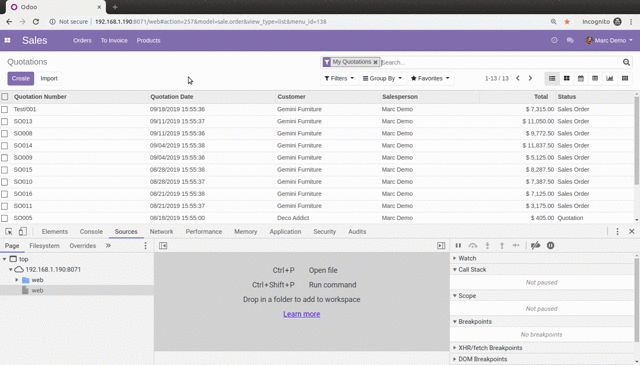 Odoo
Not secure 192.168.1.190:8071/web#action=257&model=sale.order&view_type=list&menu_id=138 Incognito
Sales Orders To Invoice Products Marc Demo
Quotations My Quotations Search...
Create Import Filters Group By Favorites 1-13 / 13
Quotation Number Quotation Date Customer Salesperson Total Status
Test/001 09/18/2019 15:55:36 Gemini Furniture Marc Demo $ 7,315.00 Sales Order
SO013 09/11/2019 15:55:37 Gemini Furniture Marc Demo $ 11,050.00 Sales Order
SO008 09/11/2019 15:55:36 Gemini Furniture Marc Demo $ 9,772.50 Sales Order
SO014 09/04/2019 15:55:38 Gemini Furniture Marc Demo $ 11,837.50 Sales Order
SO009 09/04/2019 15:55:36 Gemini Furniture Marc Demo $ 5,125.00 Sales Order
SO015 08/28/2019 15:55:38 Gemini Furniture Marc Demo $ 8,287.50 Sales Order
SO010 08/28/2019 15:55:37 Gemini Furniture Marc Demo $ 7,387.50 Sales Order
SO016 08/21/2019 15:55:38 Gemini Furniture Marc Demo $ 7,125.00 Sales Order
SO011 08/21/2019 15:55:37 Gemini Furniture Marc Demo $ 3,175.00 Sales Order
SO005 08/18/2019 15:55:00 Deco Addict Marc Demo $ 405.00 Quotation
Elements Console Sources Network Performance Memory Application Security Audits
Page Filesystem Overrides
top
192.168.1.190:8071
web
web
Ctrl+P Open file
Ctrl+Shift+P Run command
Drop in a folder to add to workspace
Learn more
Watch
Call Stack
Not paused
Scope
Not paused
Breakpoints
No breakpoints
XHR/fetch Breakpoints
DOM Breakpoints